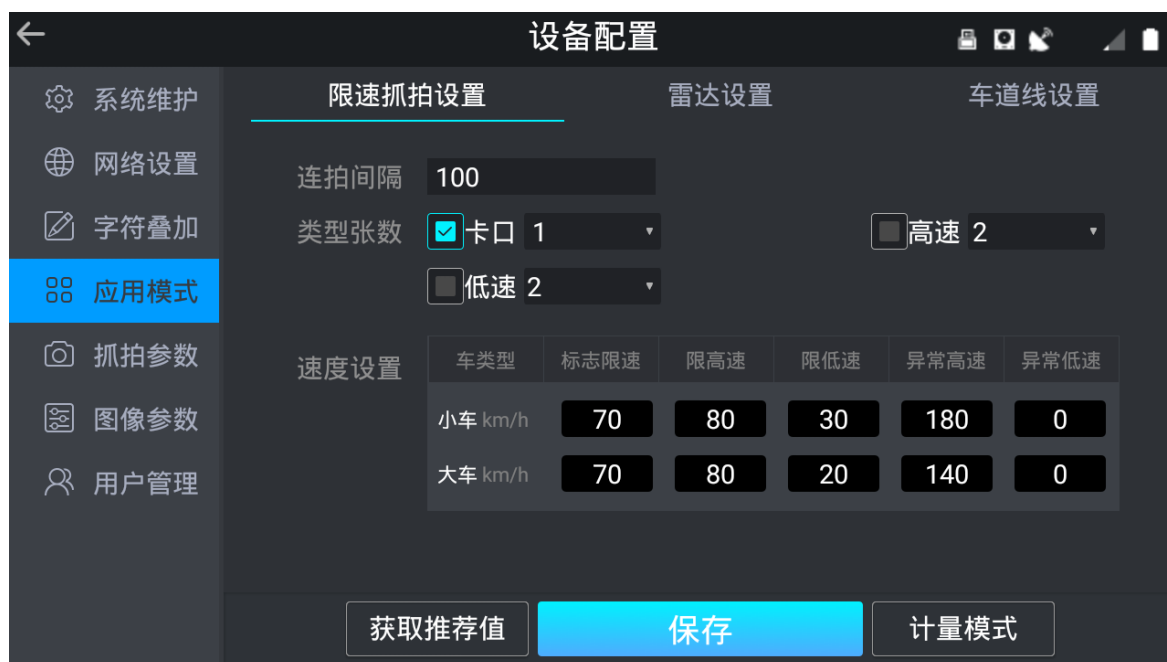 设备配置
系统维护
网络设置
字符叠加
应用模式
抓拍参数
图像参数
用户管理
限速抓拍设置 雷达设置 车道线设置
连拍间隔 100
类型张数 卡口 1 高速 2
低速 2
速度设置 车类型 标志限速 限高速 限低速 异常高速 异常低速
小车 km/h 70 80 30 180 0
大车 km/h 70 80 20 140 0
获取推荐值 保存 计量模式